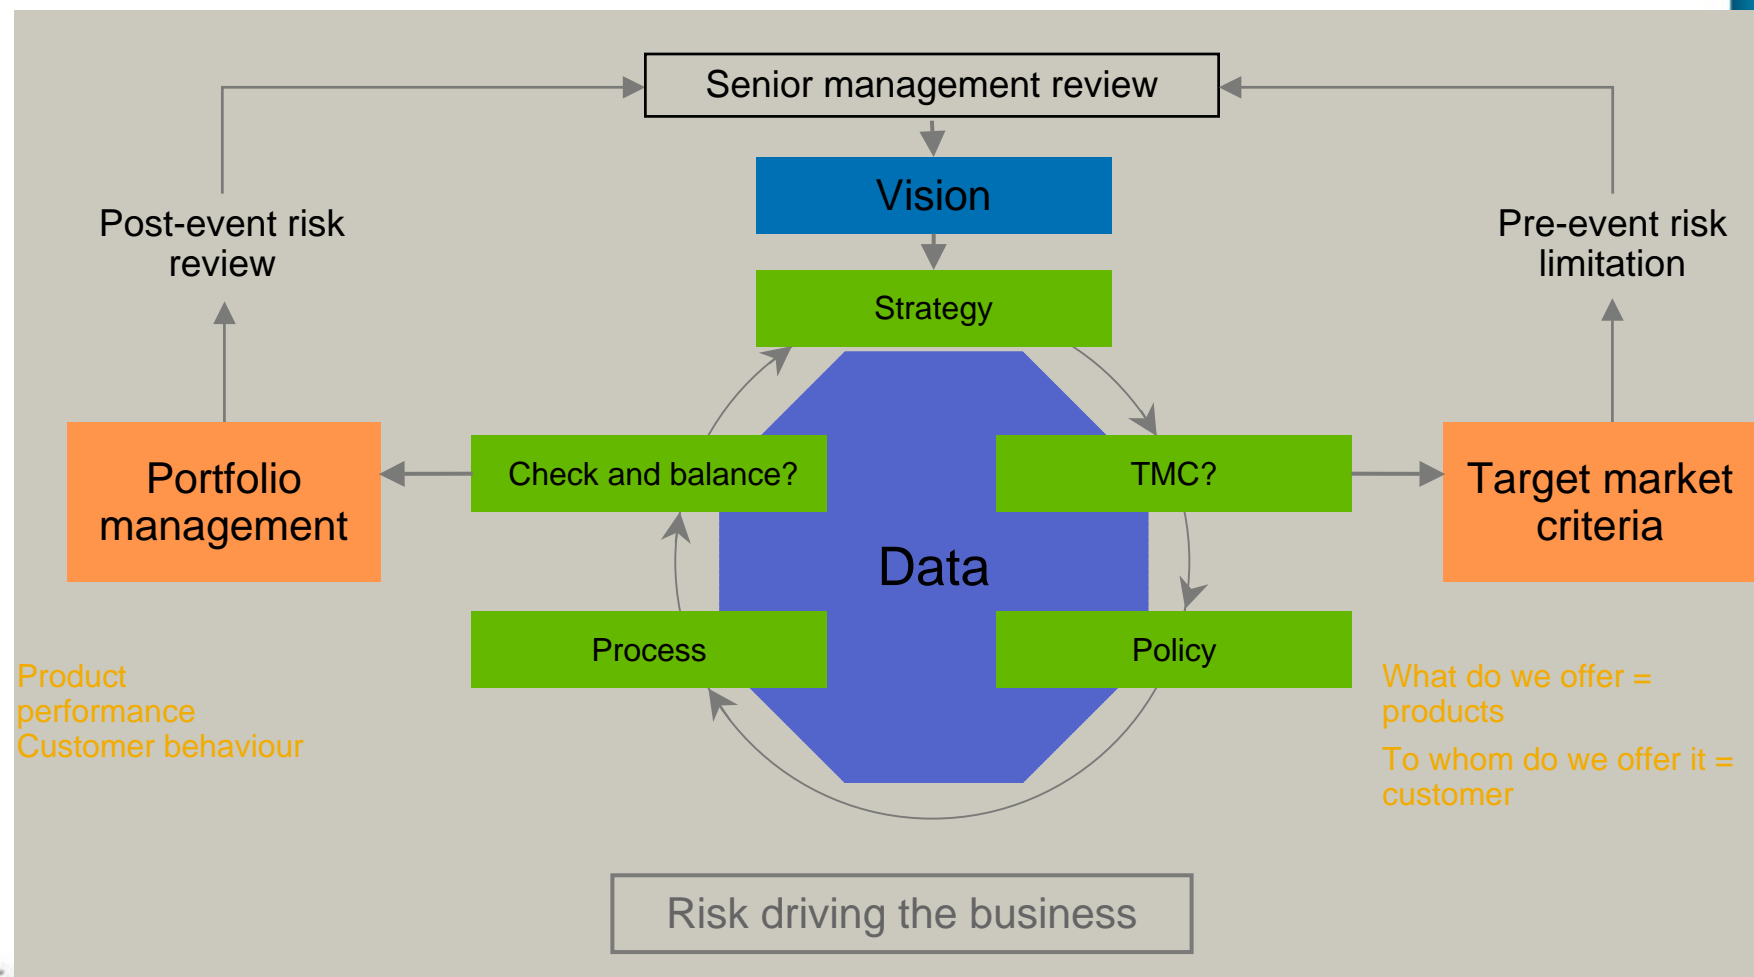 Senior management review
Vision
Post-event risk
review
Pre-event risk
limitation
Strategy
Portfolio
management
Check and balance?
TMC?
Target market
criteria
Data
Process
Policy
Product
performance
Customer behaviour
What do we offer =
products
To whom do we offer it =
customer
Risk driving the business